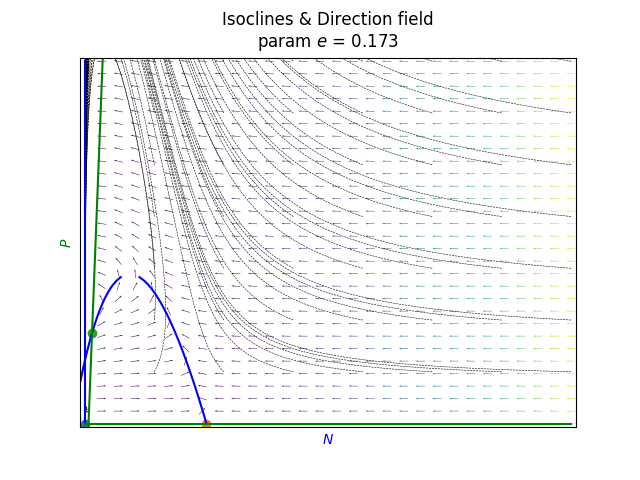 Isoclines & Direction field
param e = 0.173
P
N